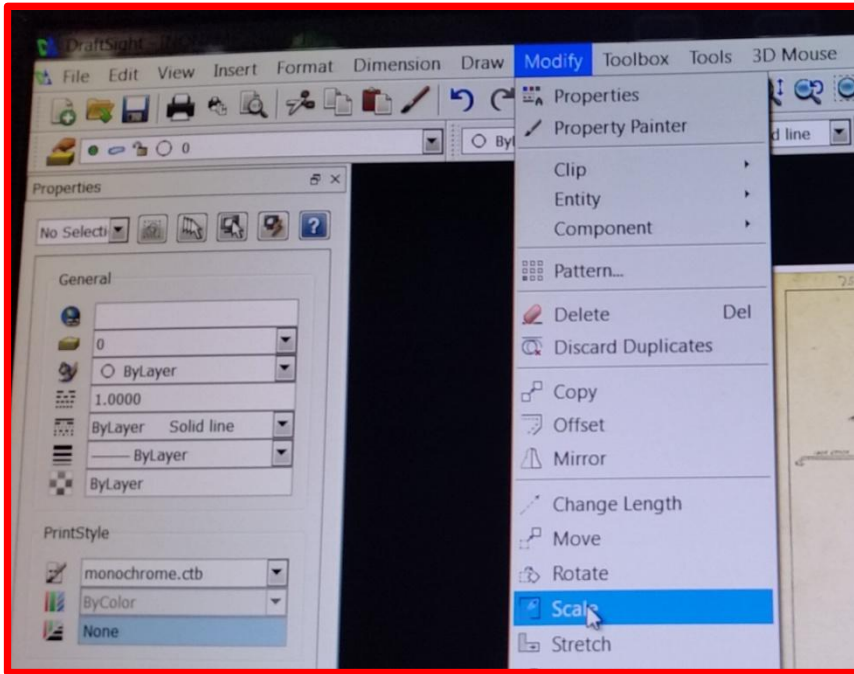 DraftSight
File Edit View Insert Format Dimension Draw Modify Toolbox Tools 3D Mouse
0
d line
Properties
No Selecti
General
0
ByLayer
1.0000
ByLayer Solid line
ByLayer
ByLayer
PrintStyle
monochrome.ctb
ByColor
None
Properties
Property Painter
Clip
Entity
Component
Pattern...
Delete Del
Discard Duplicates
Copy
Offset
Mirror
Change Length
Move
Rotate
Scale
Stretch